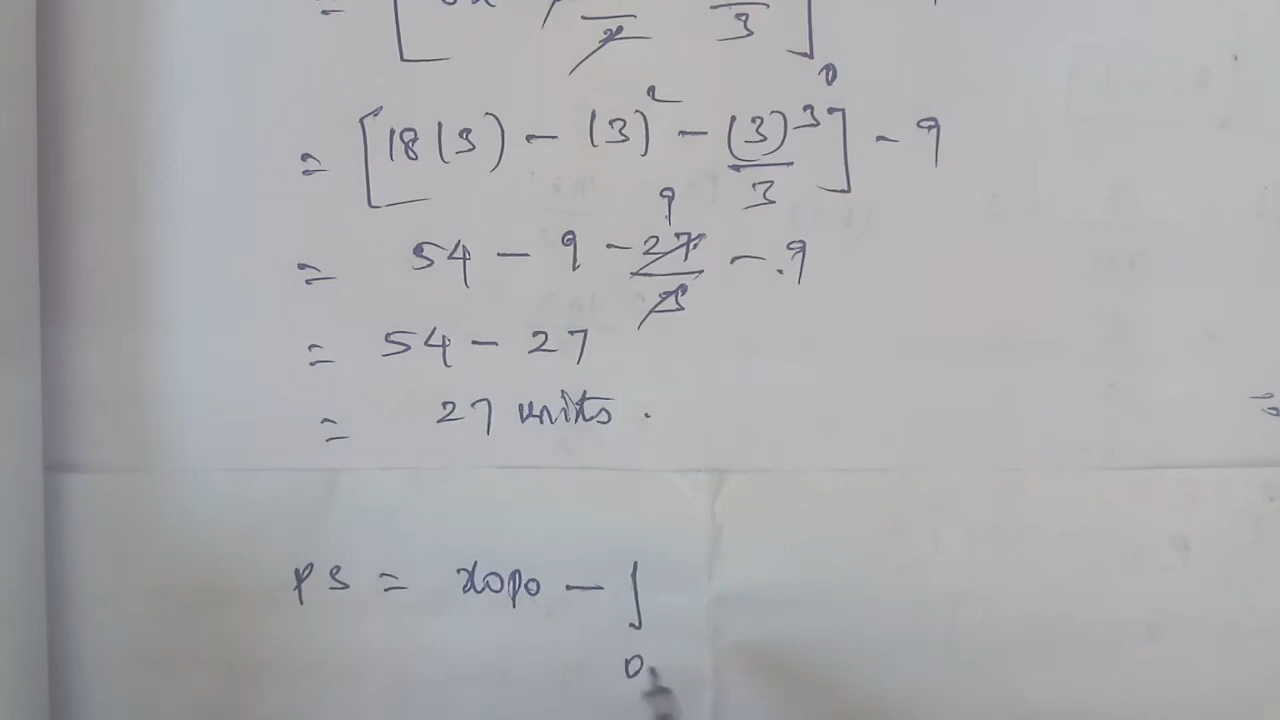 = [18(3) - (3)² - (3)³/3] - 9
= 54 - 9 - 27/3 9 - .9
= 54 - 27
= 27 units.
PS = x0p0 - ∫ 0